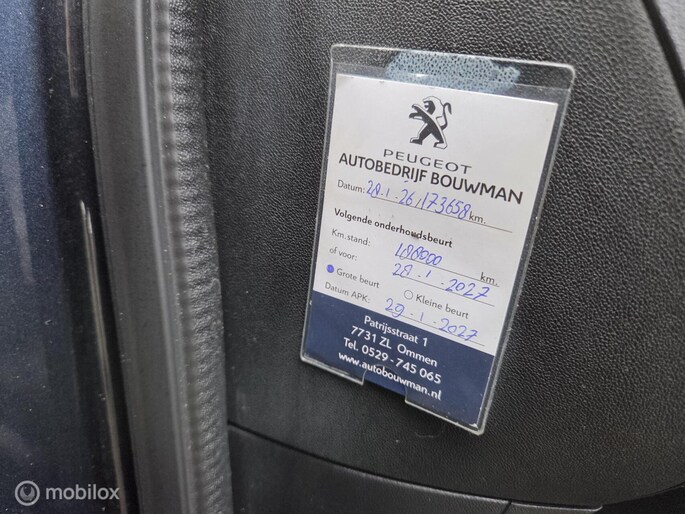 PEUGEOT
AUTOBEDRIJF BOUWMAN
Datum: 28.1.26/173658 km.
Volgende onderhoudsbeurt
Km.stand: 188000 km.
of voor: 28.1.2027
Grote beurt Kleine beurt
Datum APK: 29.1.2027
Patrijsstraat 1
7731 ZL Ommen
Tel. 0529-745 065
www.autobouwman.nl
mobilox